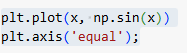 plt.plot(x, np.sin(x))
plt.axis('equal');